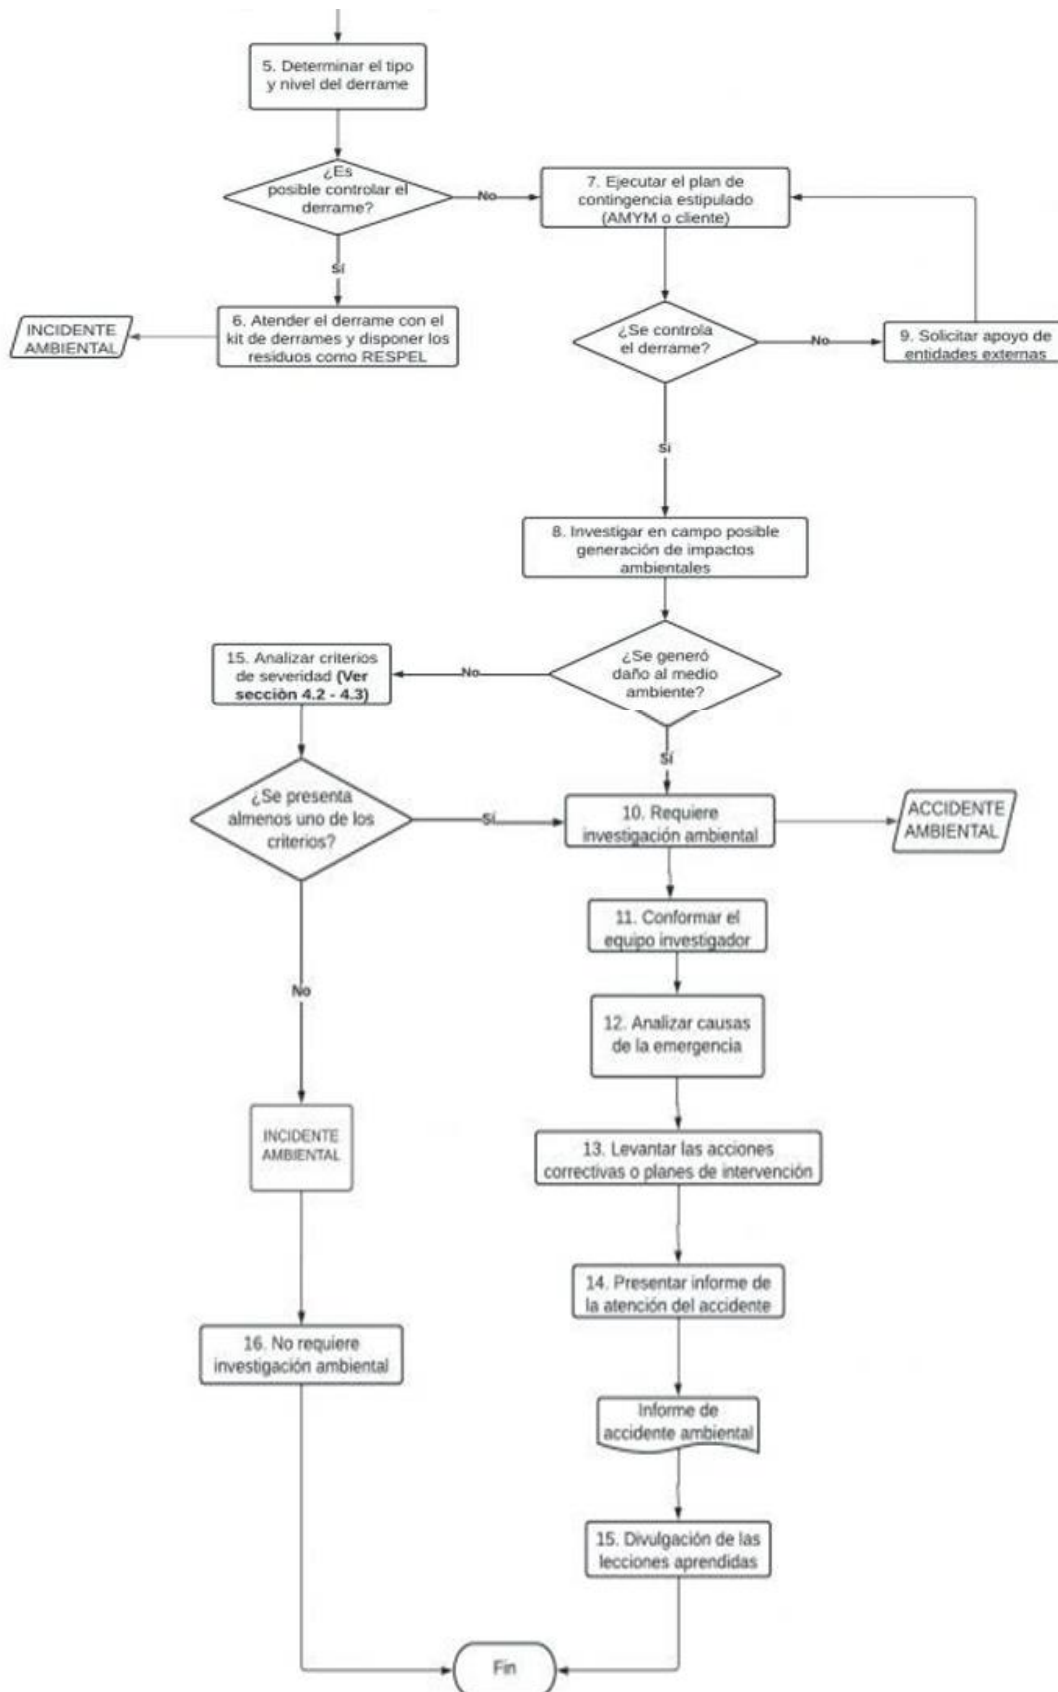 5. Determinar el tipo
y nivel del derrame
¿Es
posible controlar el
derrame?
No
7. Ejecutar el plan de
contingencia estipulado
(AMYM o cliente)
Sí
INCIDENTE
AMBIENTAL
6. Atender el derrame con el
kit de derrames y disponer los
residuos como RESPEL
¿Se controla
el derrame?
No
9. Solicitar apoyo de
entidades externas
Sí
8. Investigar en campo posible
generación de impactos
ambientales
¿Se generó
daño al medio
ambiente?
No
15. Analizar criterios
de severidad (Ver
secciòn 4.2 - 4.3)
Sí
¿Se presenta
almenos uno de los
criterios?
Sí
10. Requiere
investigación ambiental
ACCIDENTE
AMBIENTAL
11. Conformar el
equipo investigador
No
12. Analizar causas
de la emergencia
INCIDENTE
AMBIENTAL
13. Levantar las acciones
correctivas o planes de intervención
14. Presentar informe de
la atención del accidente
16. No requiere
investigación ambiental
Informe de
accidente ambiental
15. Divulgación de las
lecciones aprendidas
Fin